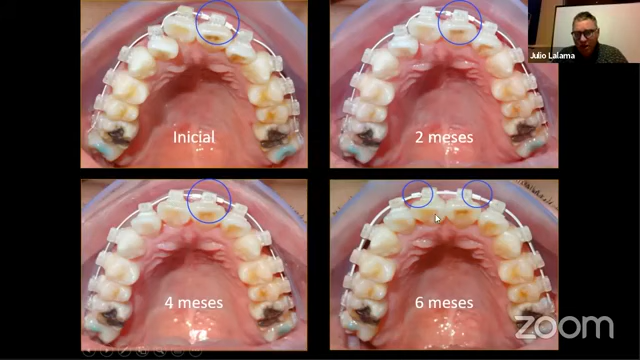 Julio Lalama
Inicial
2 meses
4 meses
6 meses
zoom